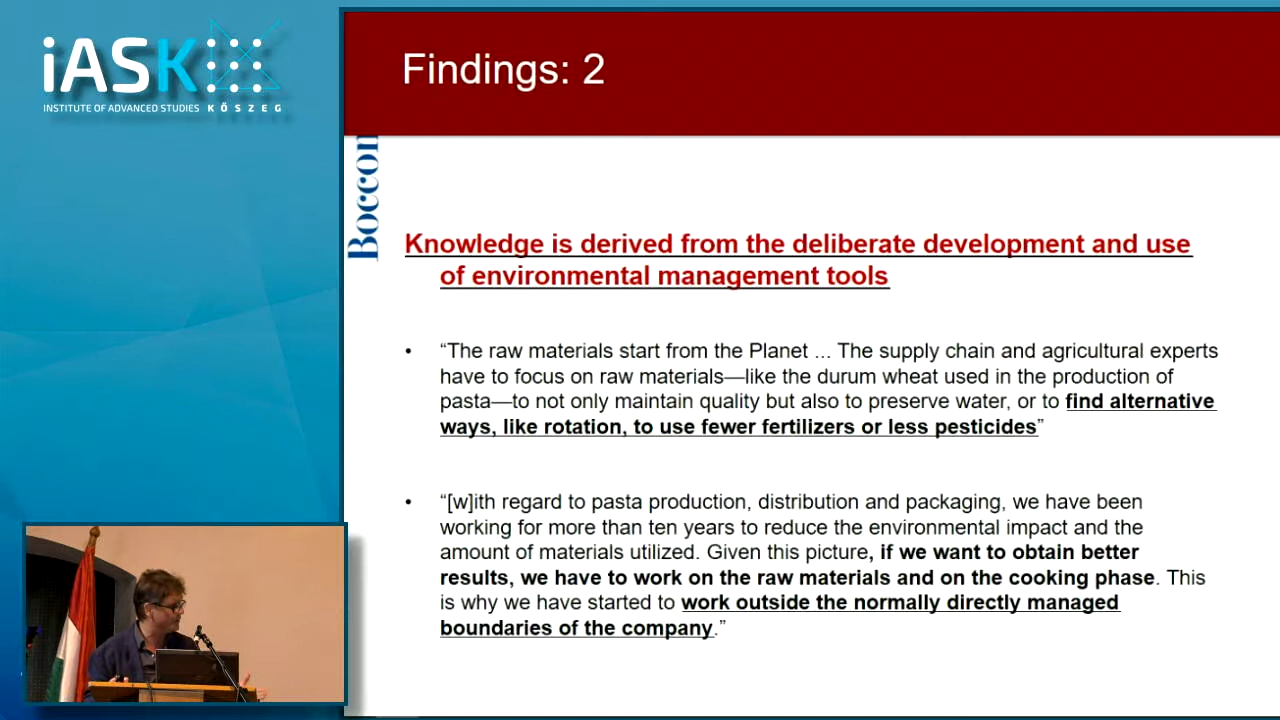 iASK
INSTITUTE OF ADVANCED STUDIES KŐSZEG
Findings: 2
Boccon
Knowledge is derived from the deliberate development and use
of environmental management tools
• “The raw materials start from the Planet ... The supply chain and agricultural experts
have to focus on raw materials—like the durum wheat used in the production of
pasta—to not only maintain quality but also to preserve water, or to find alternative
ways, like rotation, to use fewer fertilizers or less pesticides”
• “[w]ith regard to pasta production, distribution and packaging, we have been
working for more than ten years to reduce the environmental impact and the
amount of materials utilized. Given this picture, if we want to obtain better
results, we have to work on the raw materials and on the cooking phase. This
is why we have started to work outside the normally directly managed
boundaries of the company.”